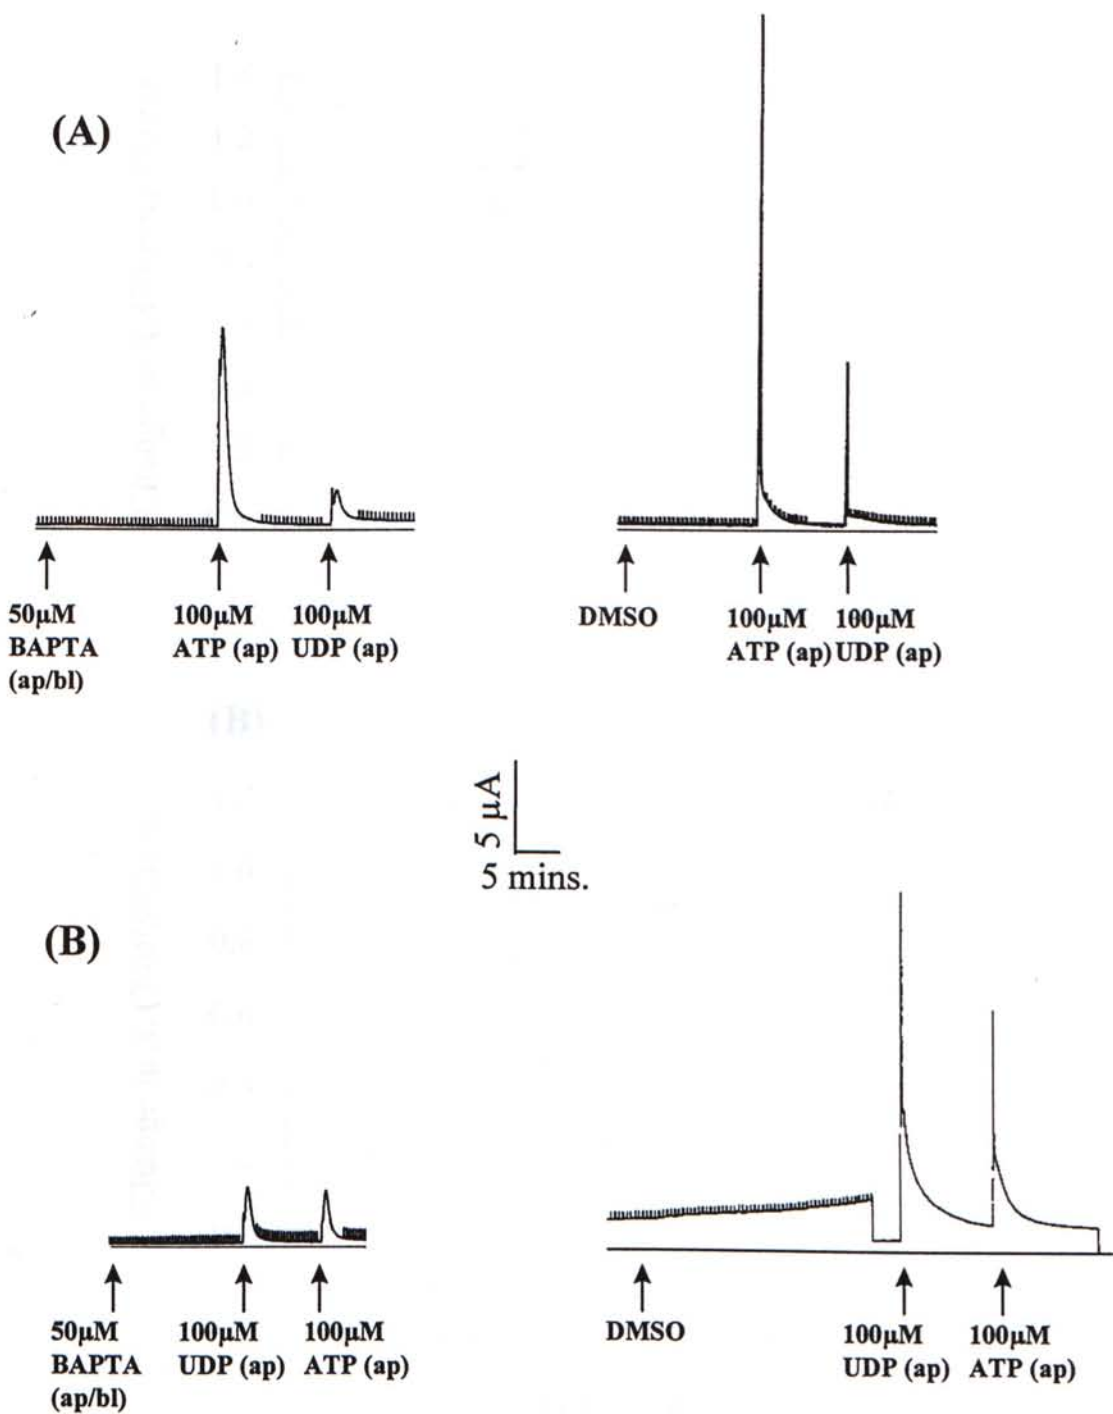 (A)
50µM
BAPTA
(ap/bl)
100µM
ATP (ap)
100µM
UDP (ap)
DMSO
100µM
ATP (ap)
100µM
UDP (ap)
5 µA
5 mins.
(B)
50µM
BAPTA
(ap/bl)
100µM
UDP (ap)
100µM
ATP (ap)
DMSO
100µM
UDP (ap)
100µM
ATP (ap)